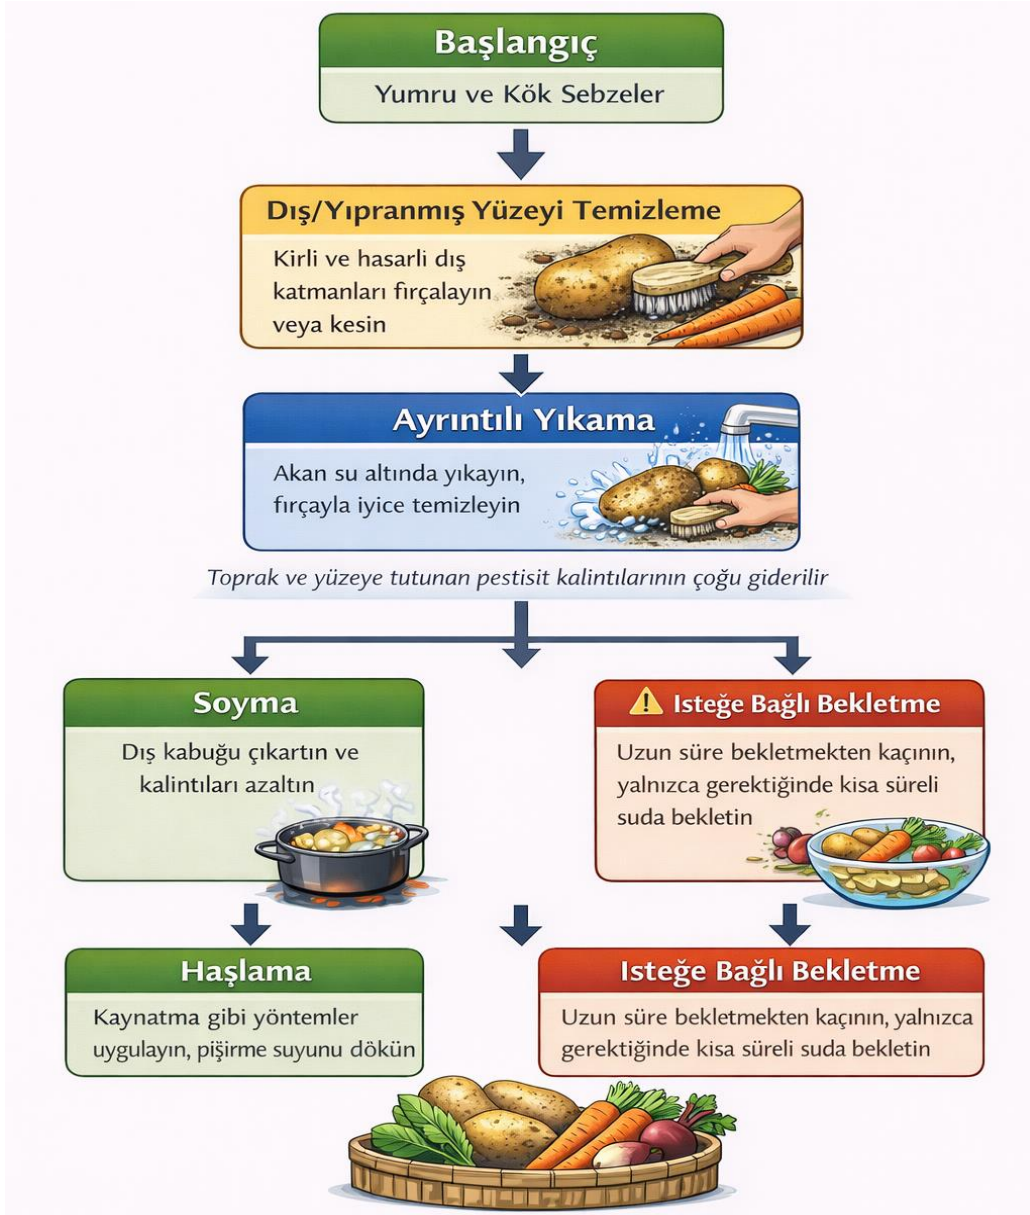 Başlangıç
Yumru ve Kök Sebzeler
Dış/Yıpranmış Yüzeyi Temizleme
Kirli ve hasarli dış
katmanları fırçalayın
veya kesin
Ayrıntılı Yıkama
Akan su altında yıkayın,
fırçayla iyice temizleyin
Toprak ve yüzeye tutunan pestisit kalintılarının çoğu giderilir
Soyma
Dış kabuğu çıkartın ve
kalintıları azaltın
Isteğe Bağlı Bekletme
Uzun süre bekletmekten kaçının,
yalnızca gerektiğinde kisa süreli
suda bekletin
Haşlama
Kaynatma gibi yöntemler
uygulayın, pişirme suyunu dökün
Isteğe Bağlı Bekletme
Uzun süre bekletmekten kaçının, yalnızca
gerektiğinde kisa süreli suda bekletin